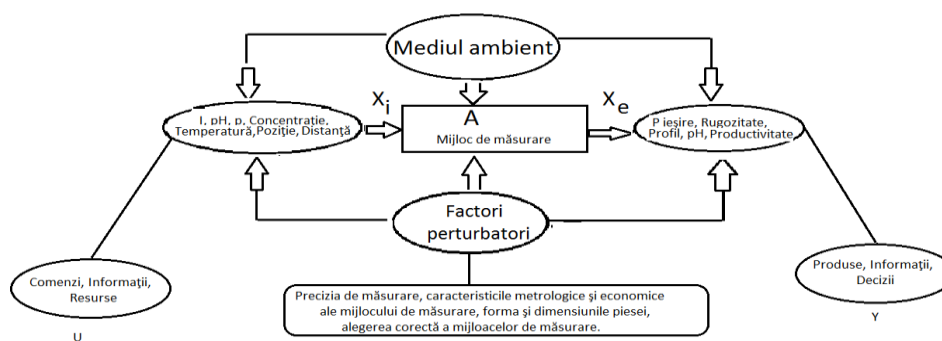 Mediul ambient
Xi
Xe
I, pH, p, Concentrație,
Temperatură,Poziție, Distanță
A
Mijloc de măsurare
P ieșire, Rugozitate,
Profil, pH, Productivitate,
Factori
perturbatori
Comenzi, Informații,
Resurse
U
Produse, Informații,
Decizii
Y
Precizia de măsurare, caracteristicile metrologice și economice
ale mijlocului de măsurare, forma și dimensiunile piesei,
alegerea corectă a mijloacelor de măsurare.